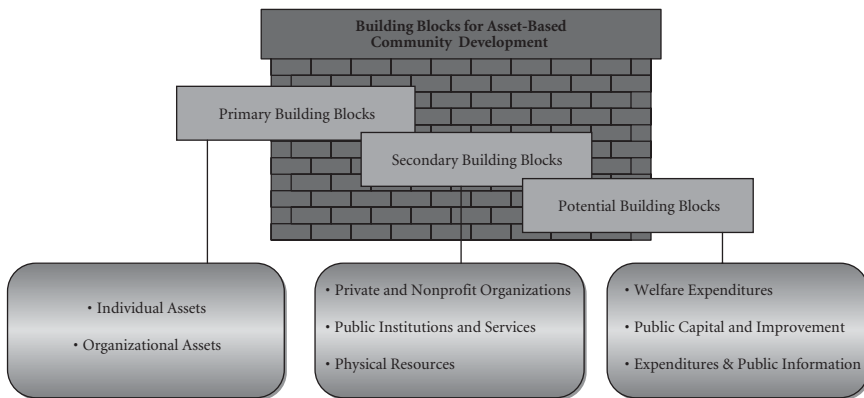 Building Blocks for Asset-Based
Community Development
Primary Building Blocks
Secondary Building Blocks
Potential Building Blocks
• Individual Assets
• Organizational Assets
• Private and Nonprofit Organizations
• Public Institutions and Services
• Physical Resources
• Welfare Expenditures
• Public Capital and Improvement
• Expenditures & Public Information